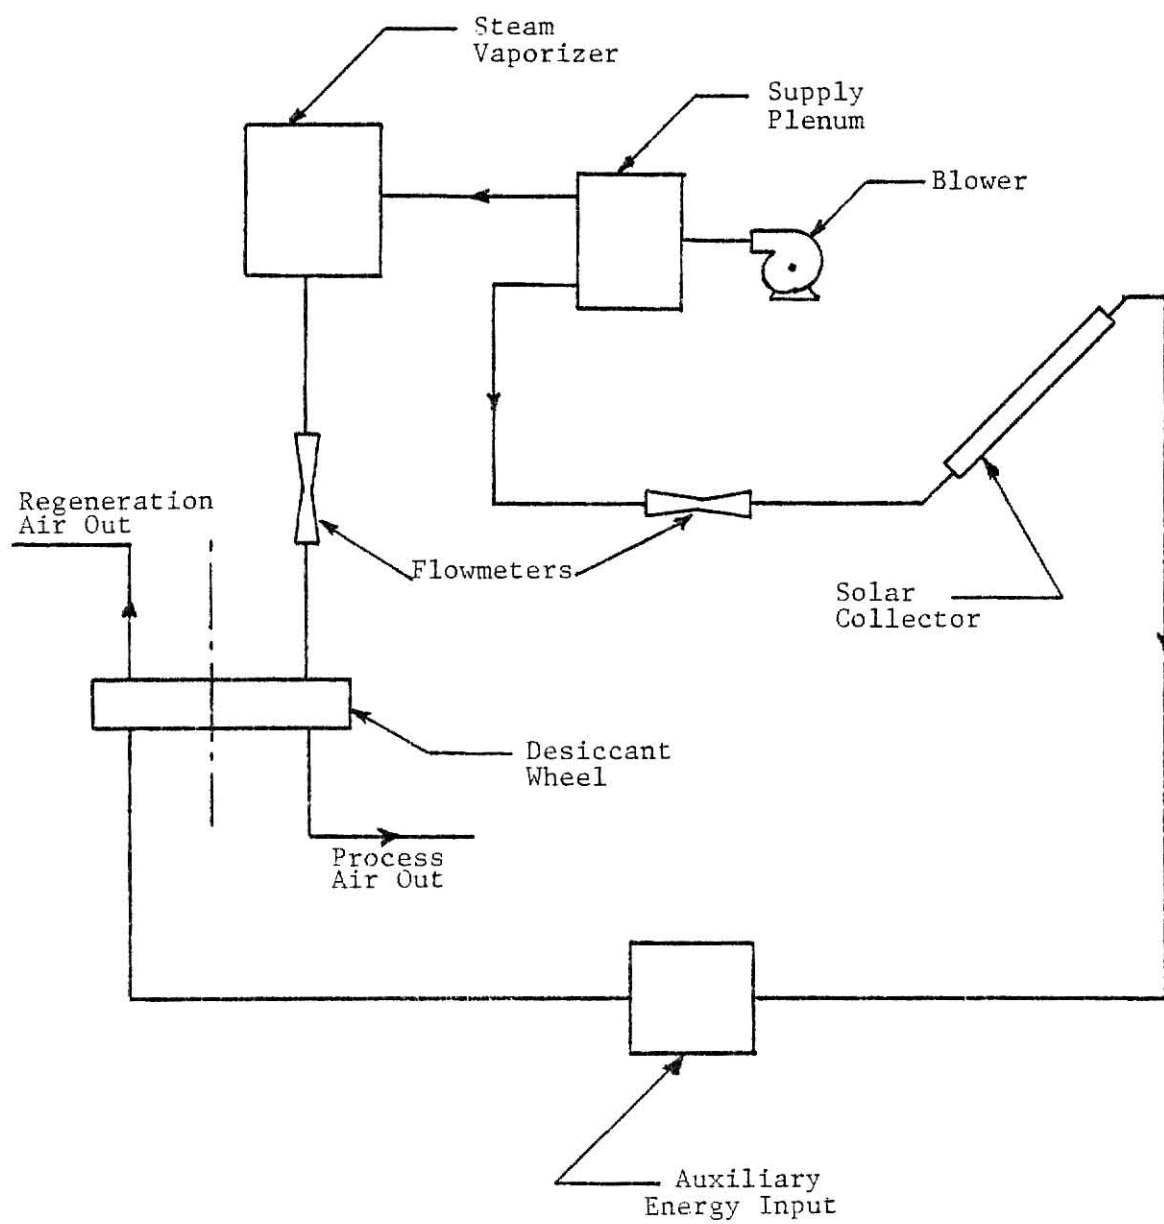 Steam
Vaporizer
Supply
Plenum
Blower
Regeneration
Air Out
Flowmeters
Solar
Collector
Desiccant
Wheel
Process
Air Out
Auxiliary
Energy Input